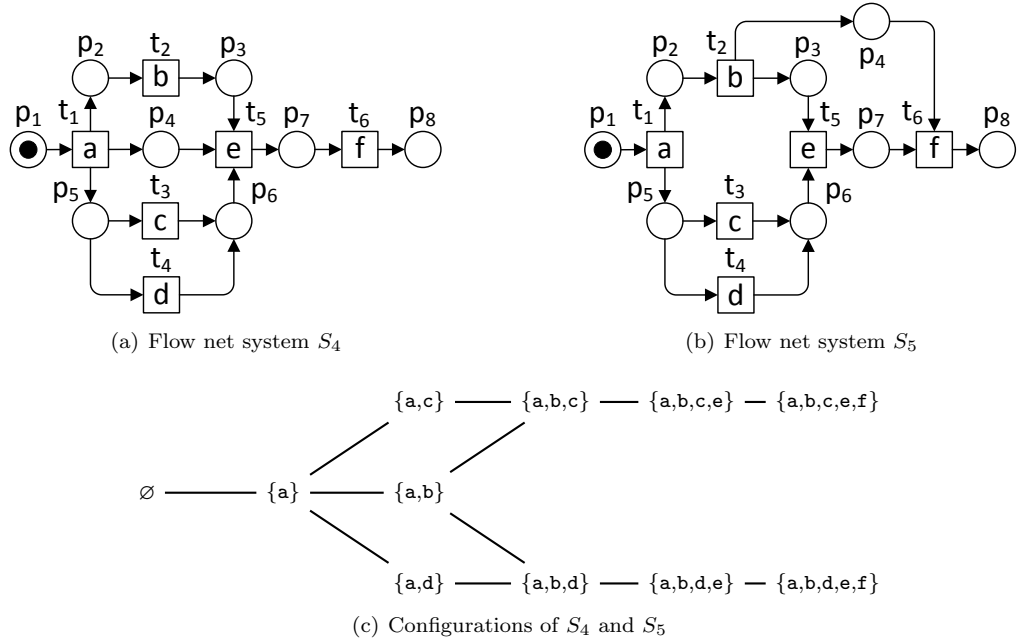 p2 t2 p3
b
p1 t1 p4 t5 p7 t6 p8
a e f
p5 t3 p6
c
t4
d
(a) Flow net system S4
p2 t2 p3 p4
b
p1 t1 t5 p7 t6 p8
a e f
p5 t3 p6
c
t4
d
(b) Flow net system S5
{a,c} {a,b,c} {a,b,c,e} {a,b,c,e,f}
∅ {a} {a,b}
{a,d} {a,b,d} {a,b,d,e} {a,b,d,e,f}
(c) Configurations of S4 and S5